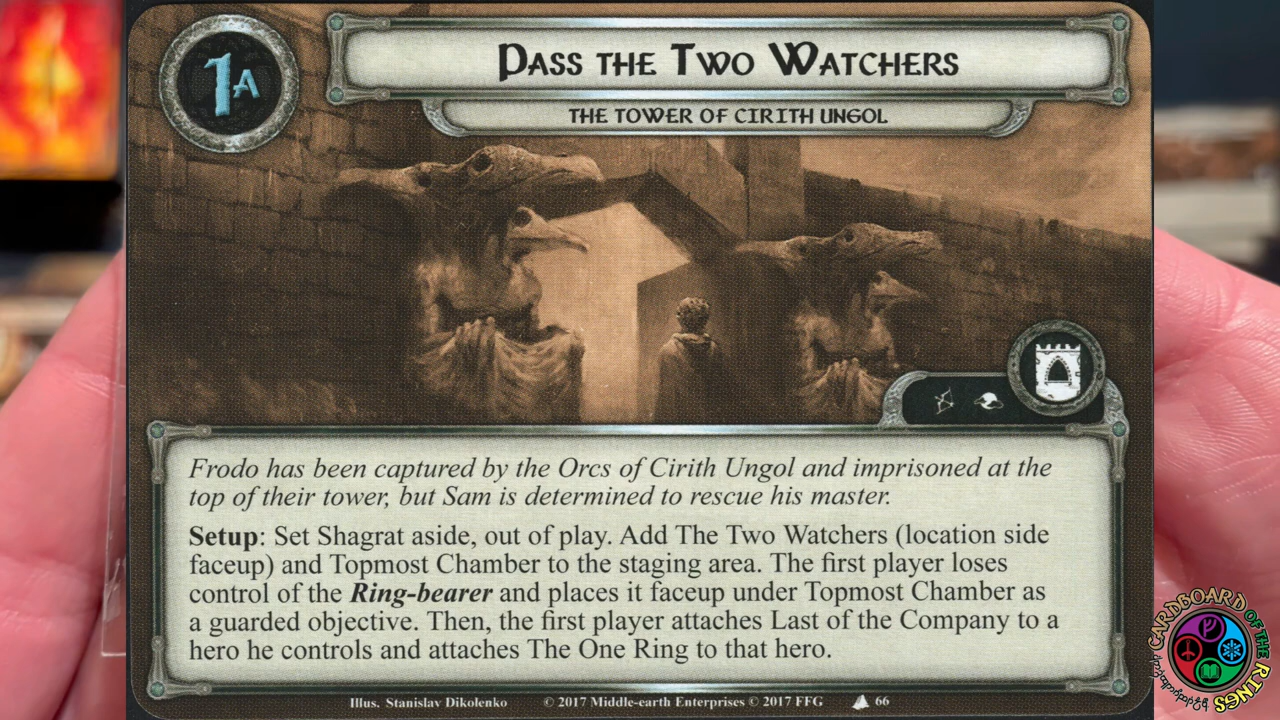 1A
PASS THE TWO WATCHERS
THE TOWER OF CIRITH UNGOL
Frodo has been captured by the Orcs of Cirith Ungol and imprisoned at the
top of their tower, but Sam is determined to rescue his master.
Setup: Set Shagrat aside, out of play. Add The Two Watchers (location side
faceup) and Topmost Chamber to the staging area. The first player loses
control of the Ring-bearer and places it faceup under Topmost Chamber as
a guarded objective. Then, the first player attaches Last of the Company to a
hero he controls and attaches The One Ring to that hero.
Illus. Stanislav Dikolenko © 2017 Middle-earth Enterprises © 2017 FFG 66
CARDBOARD OF THE RINGS